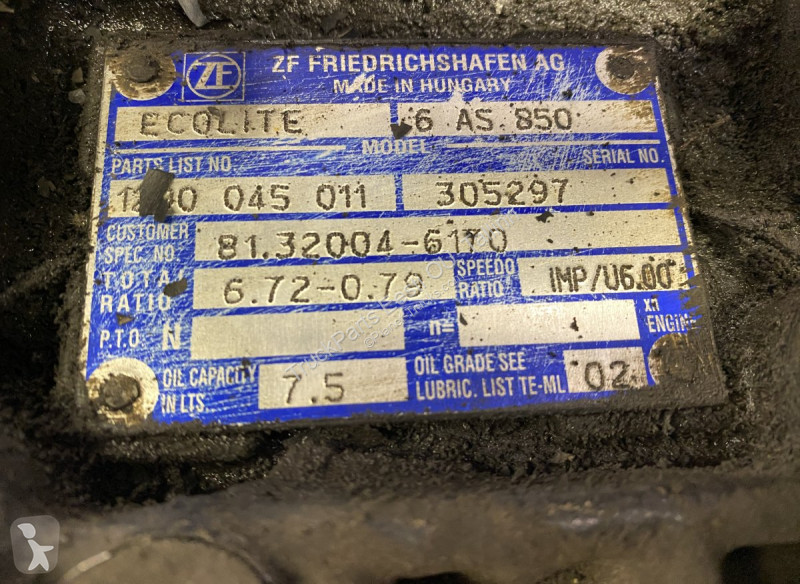 ZF
ZF FRIEDRICHSHAFEN AG
MADE IN HUNGARY
ECOLITE 6 AS 850
MODEL
PARTS LIST NO. SERIAL NO.
045 011 305297
CUSTOMER
SPEC. NO. 81.32004-6170
TOTAL
RATIO 6.72-0.79
SPEEDO
RATIO IMP/U6.00
P.T.O. N n= X n
ENGINE
OIL CAPACITY
IN LTS. 7.5
OIL GRADE SEE
LUBRIC. LIST TE-ML 02